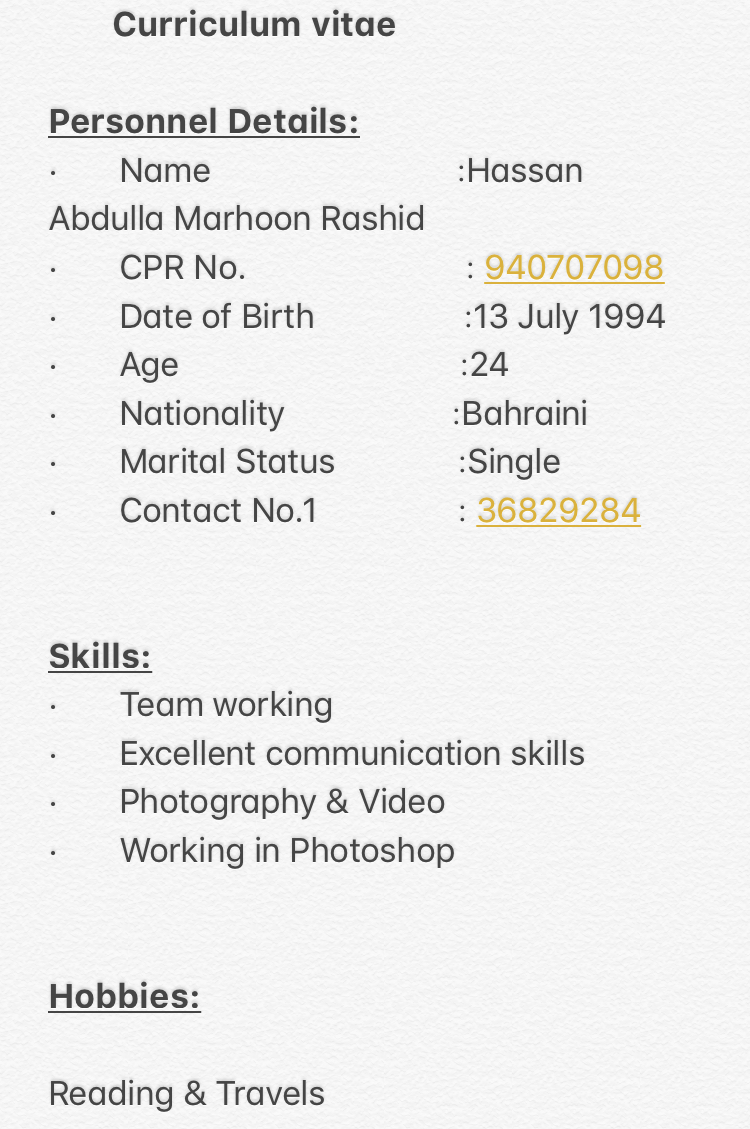 Curriculum vitae
Personnel Details:
· Name :Hassan
Abdulla Marhoon Rashid
· CPR No. : 940707098
· Date of Birth :13 July 1994
· Age :24
· Nationality :Bahraini
· Marital Status :Single
· Contact No.1 : 36829284
Skills:
· Team working
· Excellent communication skills
· Photography & Video
· Working in Photoshop
Hobbies:
Reading & Travels